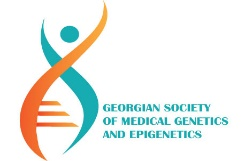 GEORGIAN SOCIETY
OF MEDICAL GENETICS
AND EPIGENETICS